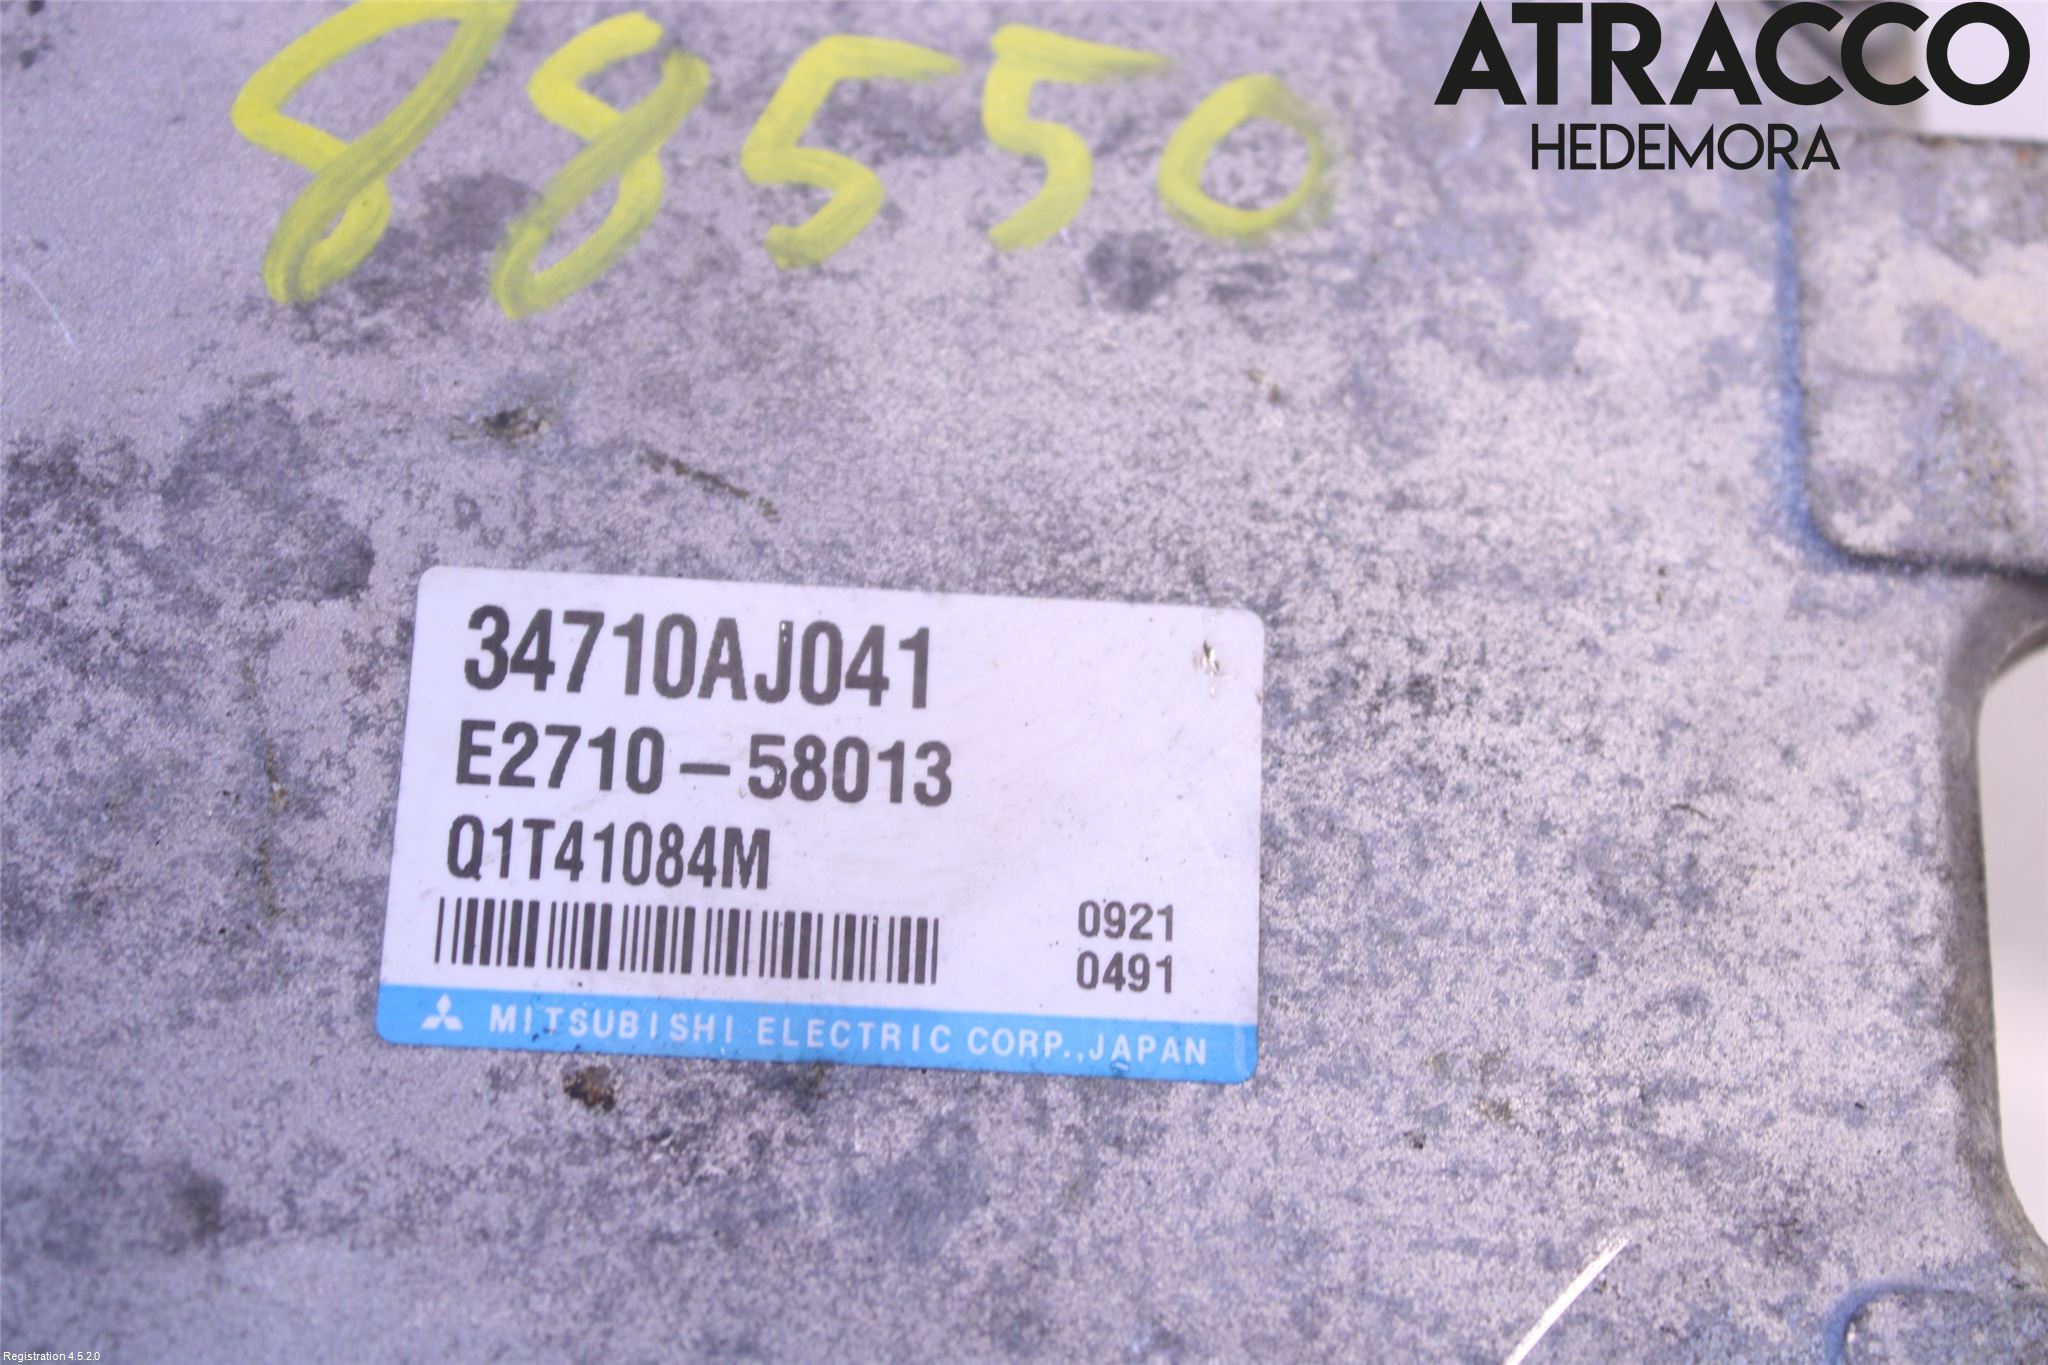 ATRACCO
HEDEMORA
88550
34710AJ041
E2710-58013
Q1T41084M
0921
0491
MITSUBISHI ELECTRIC CORP.,JAPAN
Registration 4.5.2.0